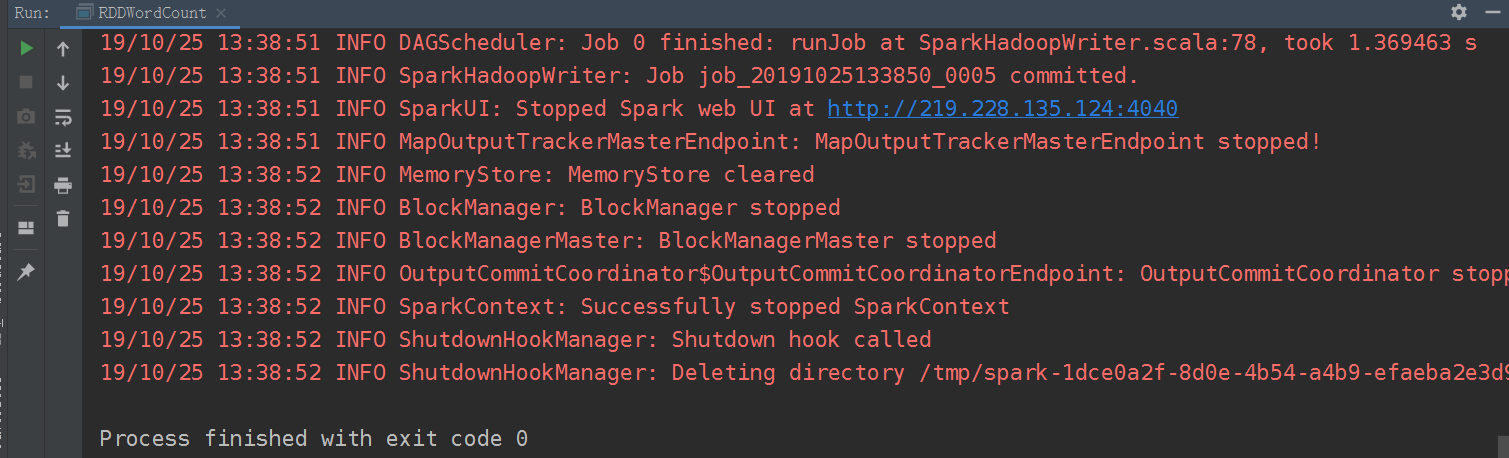 Run: RDDWordCount
19/10/25 13:38:51 INFO DAGScheduler: Job 0 finished: runJob at SparkHadoopWriter.scala:78, took 1.369463 s
19/10/25 13:38:51 INFO SparkHadoopWriter: Job job_20191025133850_0005 committed.
19/10/25 13:38:51 INFO SparkUI: Stopped Spark web UI at http://219.228.135.124:4040
19/10/25 13:38:51 INFO MapOutputTrackerMasterEndpoint: MapOutputTrackerMasterEndpoint stopped!
19/10/25 13:38:52 INFO MemoryStore: MemoryStore cleared
19/10/25 13:38:52 INFO BlockManager: BlockManager stopped
19/10/25 13:38:52 INFO BlockManagerMaster: BlockManagerMaster stopped
19/10/25 13:38:52 INFO OutputCommitCoordinator$OutputCommitCoordinatorEndpoint: OutputCommitCoordinator stopp
19/10/25 13:38:52 INFO SparkContext: Successfully stopped SparkContext
19/10/25 13:38:52 INFO ShutdownHookManager: Shutdown hook called
19/10/25 13:38:52 INFO ShutdownHookManager: Deleting directory /tmp/spark-1dce0a2f-8d0e-4b54-a4b9-efaeba2e3d9
Process finished with exit code 0